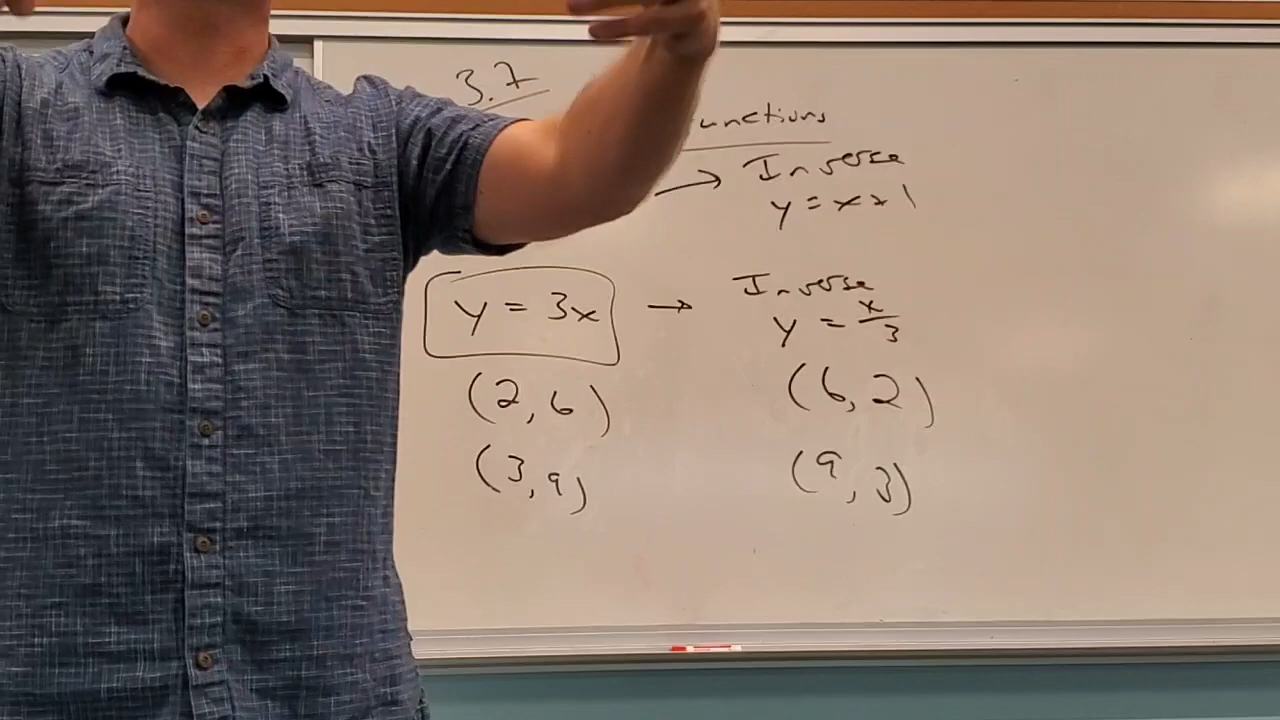 3.7
unctions
→ Inverse
y = x + 1
y = 3x → Inverse
y = x/3
(2, 6) (6, 2)
(3, 9) (9, 3)